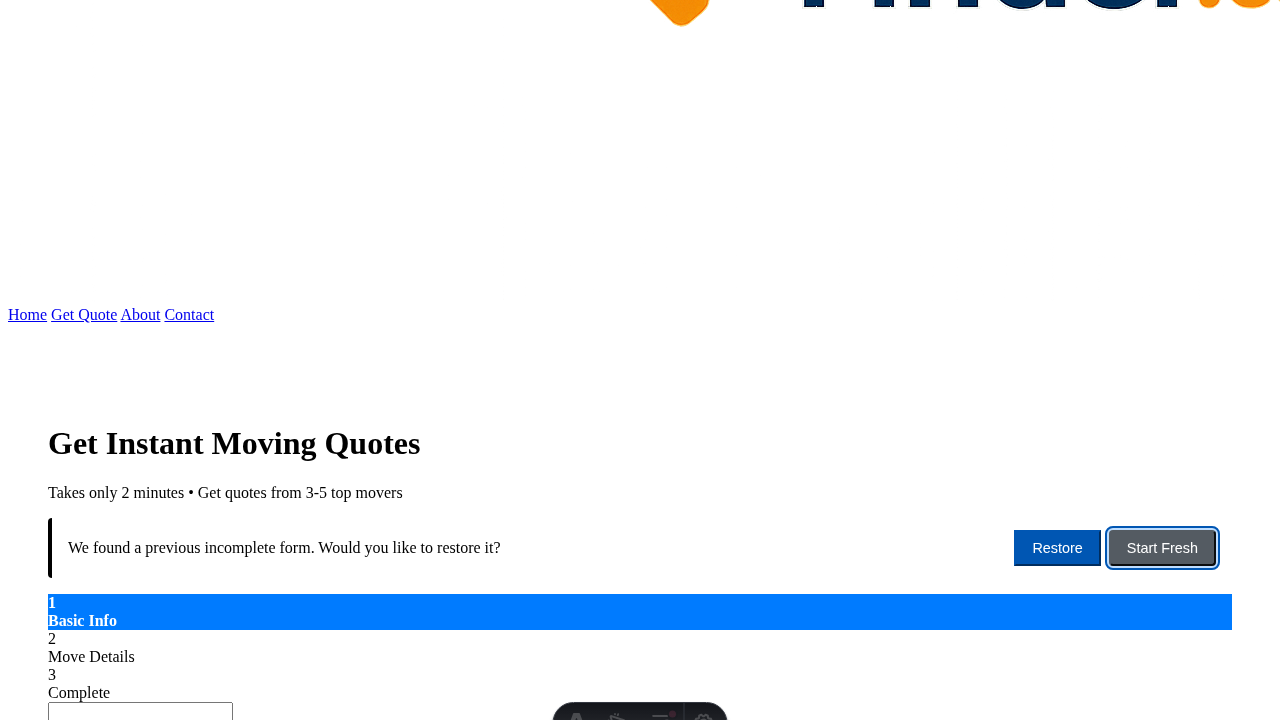 Home Get Quote About Contact
Get Instant Moving Quotes
Takes only 2 minutes • Get quotes from 3-5 top movers
We found a previous incomplete form. Would you like to restore it?
Restore
Start Fresh
1
Basic Info
2
Move Details
3
Complete